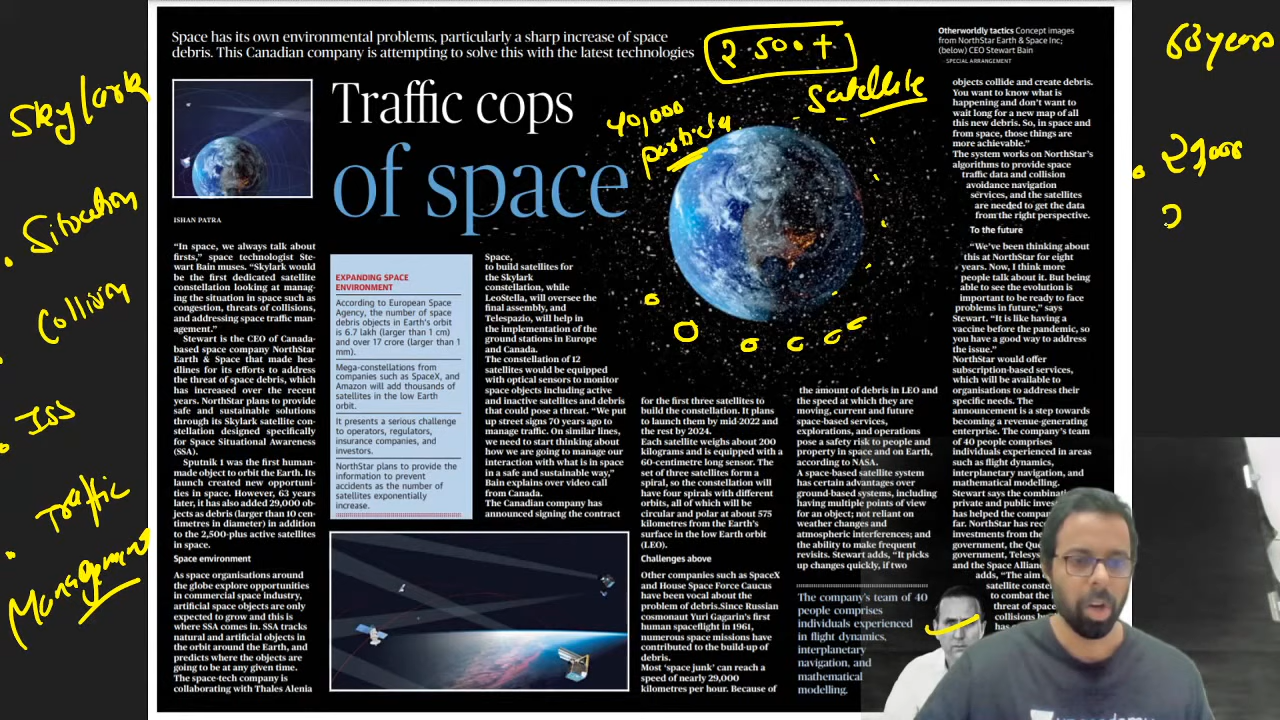 Space has its own environmental problems, particularly a sharp increase of space
debris. This Canadian company is attempting to solve this with the latest technologies
Traffic cops
of space
Otherworldly tactics Concept images
from NorthStar Earth & Space Inc;
(below) CEO Stewart Bain
SPECIAL ARRANGEMENT
ISHAN PATRA
“In space, we always talk about
firsts,” space technologist Ste-
wart Bain muses. “Skylark would
be the first dedicated satellite
constellation looking at manag-
ing the situation in space such as
congestion, threats of collisions,
and addressing space traffic man-
agement.”
Stewart is the CEO of Canada-
based space company NorthStar
Earth & Space that made hea-
dlines for its efforts to address
the threat of space debris, which
has increased over the recent
years. NorthStar plans to provide
safe and sustainable solutions
through its Skylark satellite con-
stellation designed specifically
for Space Situational Awareness
(SSA).
Sputnik I was the first human-
made object to orbit the Earth. Its
launch created new opportuni-
ties in space. However, 63 years
later, it has also added 29,000 ob-
jects as debris (larger than 10 cen-
timetres in diameter) in addition
to the 2,500-plus active satellites
in space.
Space environment
As space organisations around
the globe explore opportunities
in commercial space industry,
artificial space objects are only
expected to grow and this is
where SSA comes in. SSA tracks
natural and artificial objects in
the orbit around the Earth, and
predicts where the objects are
going to be at any given time.
The space-tech company is
collaborating with Thales Alenia
EXPANDING SPACE
ENVIRONMENT
According to European Space
Agency, the number of space
debris objects in Earth's orbit
is 6.7 lakh (larger than 1 cm)
and over 17 crore (larger than 1
mm).
Mega-constellations from
companies such as SpaceX, and
Amazon will add thousands of
satellites in the low Earth
orbit.
It presents a serious challenge
to operators, regulators,
insurance companies, and
investors.
NorthStar plans to provide the
information to prevent
accidents as the number of
satellites exponentially
increase.
Space,
to build satellites for
the Skylark
constellation, while
LeoStella, will oversee the
final assembly, and
Telespazio, will help in
the implementation of the
ground stations in Europe
and Canada.
The constellation of 12
satellites would be equipped
with optical sensors to monitor
space objects including active
and inactive satellites and debris
that could pose a threat. “We put
up street signs 70 years ago to
manage traffic. On similar lines,
we need to start thinking about
how we are going to manage our
interaction with what is in space
in a safe and sustainable way,”
Bain explains over video call
from Canada.
The Canadian company has
announced signing the contract
for the first three satellites to
build the constellation. It plans
to launch them by mid-2022 and
the rest by 2024.
Each satellite weighs about 200
kilograms and is equipped with a
60-centimetre long sensor. The
set of three satellites form a
spiral, so the constellation will
have four spirals with different
orbits, all of which will be
circular and polar at about 575
kilometres from the Earth's
surface in the low Earth orbit
(LEO).
Challenges above
Other companies such as SpaceX
and House Space Force Caucus
have been vocal about the
problem of debris.Since Russian
cosmonaut Yuri Gagarin's first
human spaceflight in 1961,
numerous space missions have
contributed to the build-up of
debris.
Most ‘space junk’ can reach a
speed of nearly 29,000
kilometres per hour. Because of
the amount of debris in LEO and
the speed at which they are
moving, current and future
space-based services,
explorations, and operations
pose a safety risk to people and
property in space and on Earth,
according to NASA.
A space-based satellite system
has certain advantages over
ground-based systems, including
having multiple points of view
for an object; not reliant on
weather changes and
atmospheric interferences; and
the ability to make frequent
revisits. Stewart adds, “It picks
up changes quickly, if two
The company's team of 40
people comprises
individuals experienced
in flight dynamics,
interplanetary
navigation, and
mathematical
modelling.
objects collide and create debris.
You want to know what is
happening and don't want to
wait long for a new map of all
this new debris. So, in space and
from space, those things are
more achievable.”
The system works on NorthStar's
algorithms to provide space
traffic data and collision
avoidance navigation
services, and the satellites
are needed to get the data
from the right perspective.
To the future
“We've been thinking about
this at NorthStar for eight
years. Now, I think more
people talk about it. But being
able to see the evolution is
important to be ready to face
problems in future,” says
Stewart. “It is like having a
vaccine before the pandemic, so
you have a good way to address
the issue.”
NorthStar would offer
subscription-based services,
which will be available to
organisations to address their
specific needs. The
announcement is a step towards
becoming a revenue-generating
enterprise. The company's team
of 40 people comprises
individuals experienced in areas
such as flight dynamics,
interplanetary navigation, and
mathematical modelling.
Stewart says the
private and public
has helped the
far. NorthStar has
investments from the
government, the
government,
and the Space
adds, “The aim
satellite
to combat the
threat of space
collisions
has
Skylark
Situation
Collision
ISS
Traffic
Management
2500+
Satellite
40,000
particles
63 years